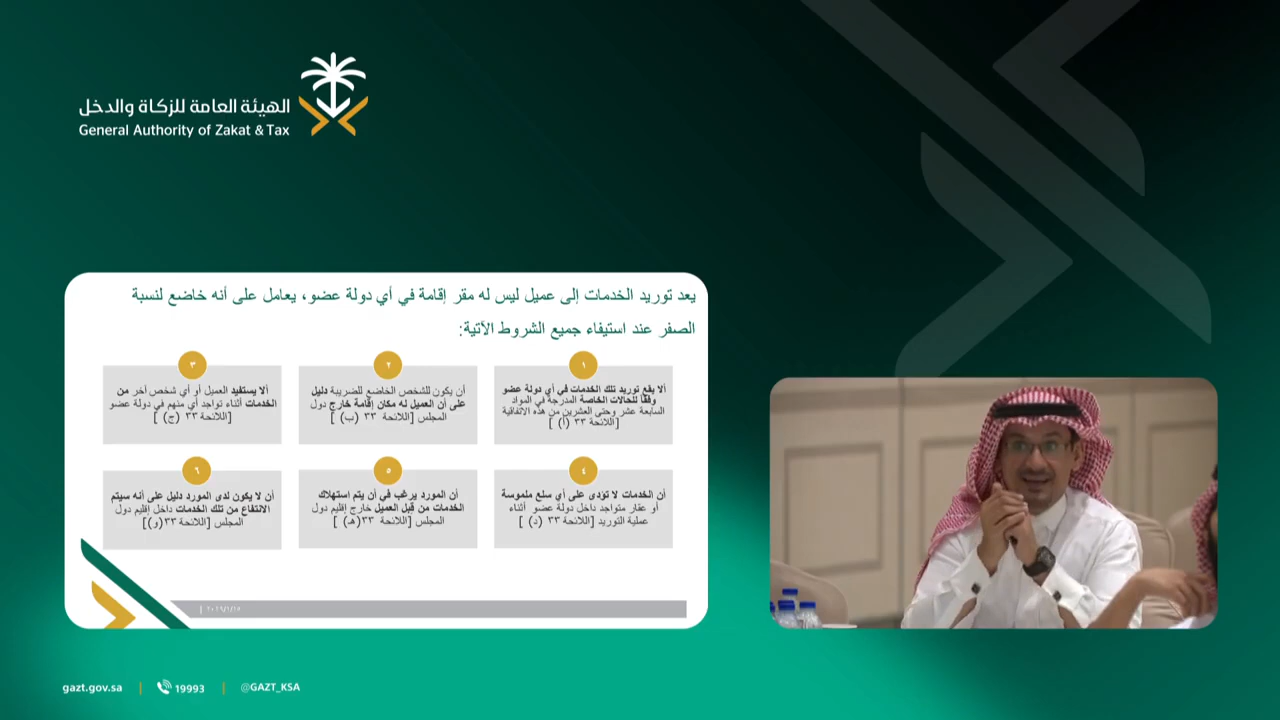 الهيئة العامة للزكاة والدخل
General Authority of Zakat & Tax
يعد توريد الخدمات إلى عميل ليس له مقر إقامة في أي دولة عضو، يعامل على أنه خاضع لنسبة
الصفر عند استيفاء جميع الشروط الآتية:
١
ألا يقع توريد تلك الخدمات في أي دولة عضو
وفقًا للحالات الخاصة المدرجة في المواد
السابعة عشر وحتى العشرين من هذه الاتفاقية
[اللائحة ٣٣ (أ) ]
٢
أن يكون للشخص الخاضع للضريبة دليل
على أن العميل له مكان إقامة خارج دول
المجلس [اللائحة ٣٣ (ب) ]
٣
ألا يستفيد العميل أو أي شخص آخر من
الخدمات أثناء تواجد أي منهم في دولة عضو
[اللائحة ٣٣ (ج) ]
٤
أن الخدمات لا تؤدى على أي سلع ملموسة
أو عقار متواجد داخل دولة عضو أثناء
عملية التوريد [اللائحة ٣٣ (د) ]
٥
أن المورد يرغب في أن يتم استهلاك
الخدمات من قبل العميل خارج إقليم دول
المجلس [اللائحة ٣٣ (هـ) ]
٦
أن لا يكون لدى المورد دليل على أنه سيتم
الانتفاع من تلك الخدمات داخل إقليم دول
المجلس [اللائحة ٣٣ (و)]
gazt.gov.sa | 19993 | @GAZT_KSA